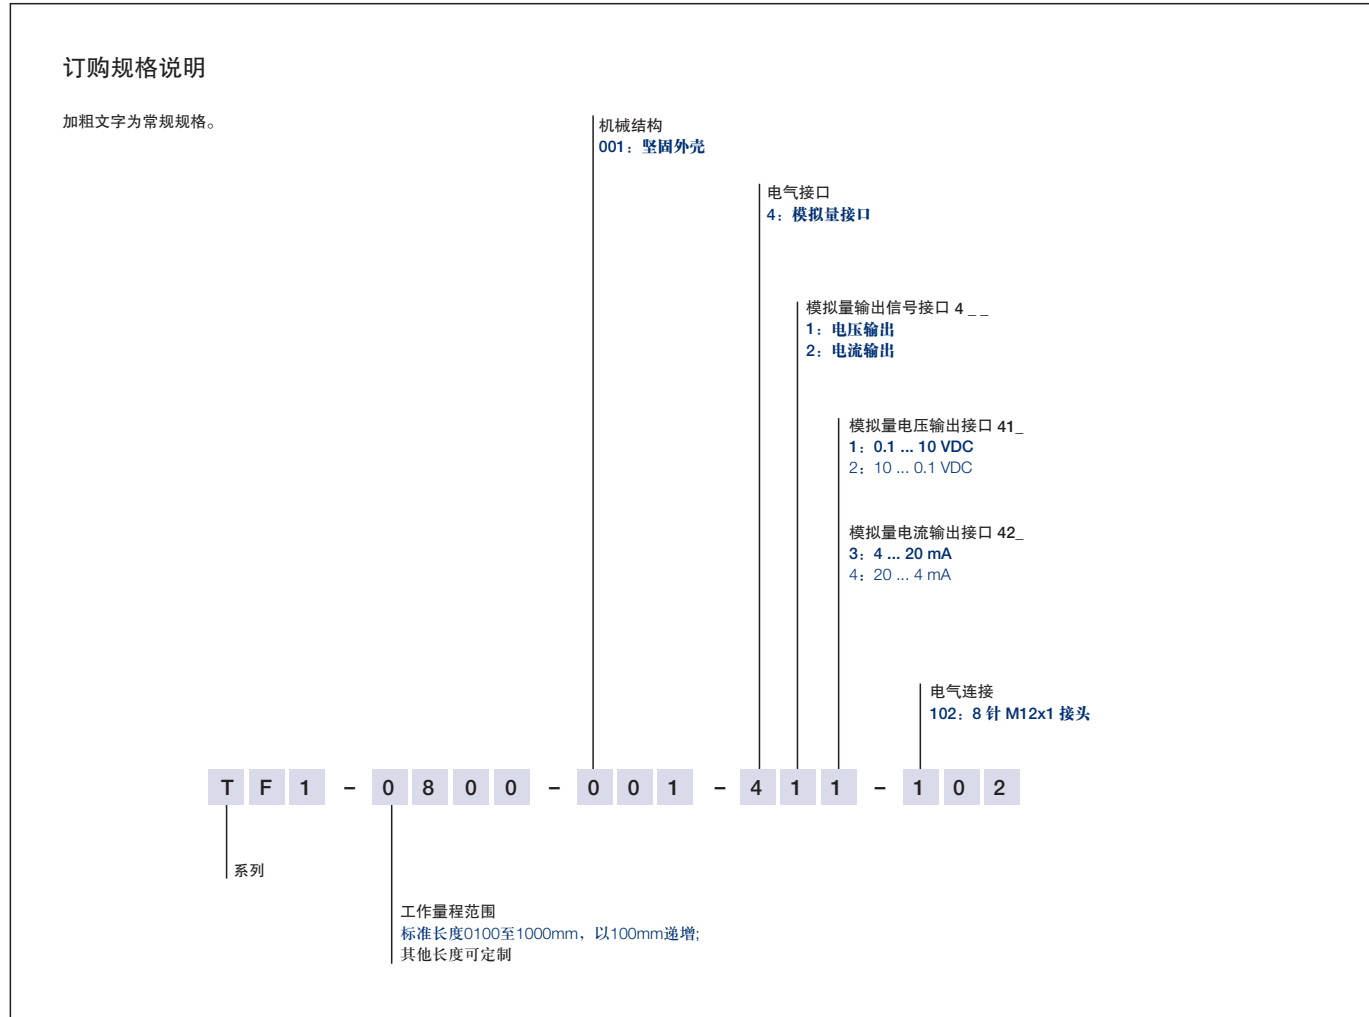 订购规格说明
加粗文字为常规规格。
机械结构
001：坚固外壳
电气接口
4：模拟量接口
模拟量输出信号接口 4 _ _
1：电压输出
2：电流输出
模拟量电压输出接口 41_
1：0.1 ... 10 VDC
2：10 ... 0.1 VDC
模拟量电流输出接口 42_
3：4 ... 20 mA
4：20 ... 4 mA
电气连接
102：8 针 M12x1 接头
T F 1 – 0 8 0 0 – 0 0 1 – 4 1 1 – 1 0 2
系列
工作量程范围
标准长度0100至1000mm，以100mm递增;
其他长度可定制